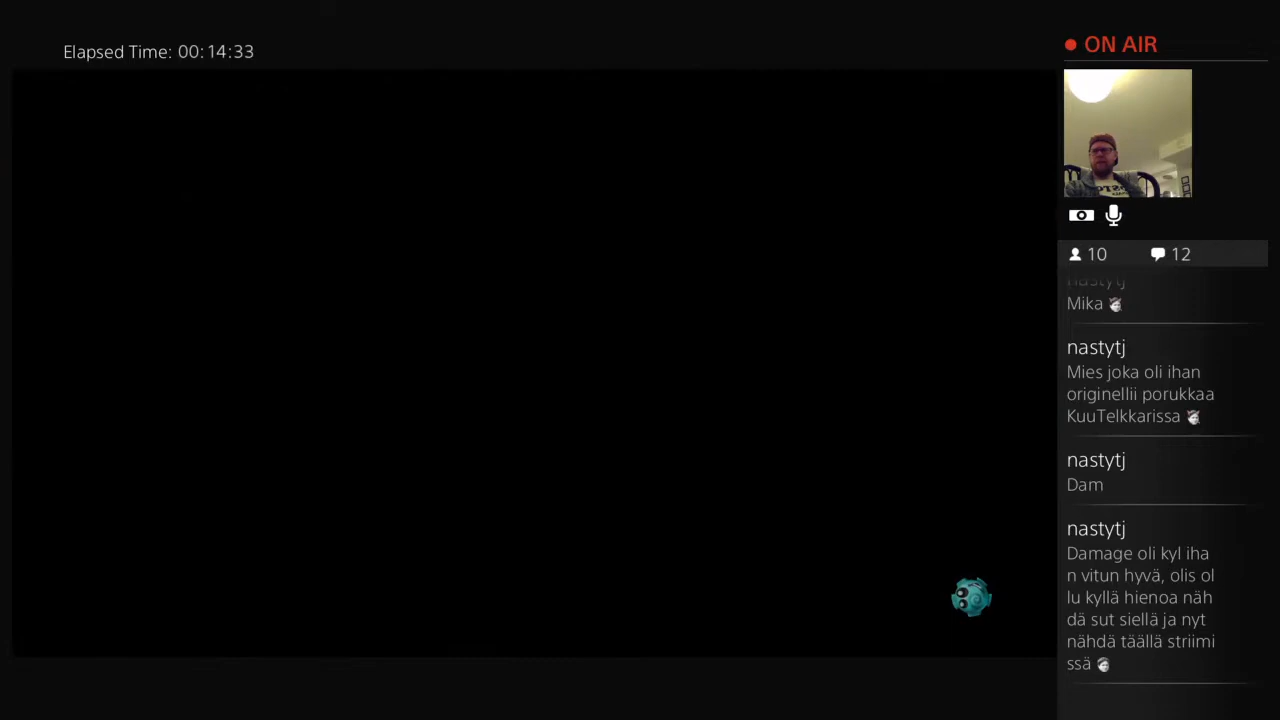 Elapsed Time: 00:14:33
ON AIR
10
12
nastytj
Mika
nastytj
Mies joka oli ihan
originellii porukkaa
KuuTelkkarissa
nastytj
Dam
nastytj
Damage oli kyl iha
n vitun hyvä, olis ol
lu kyllä hienoa näh
dä sut siellä ja nyt
nähdä täällä striimi
ssä